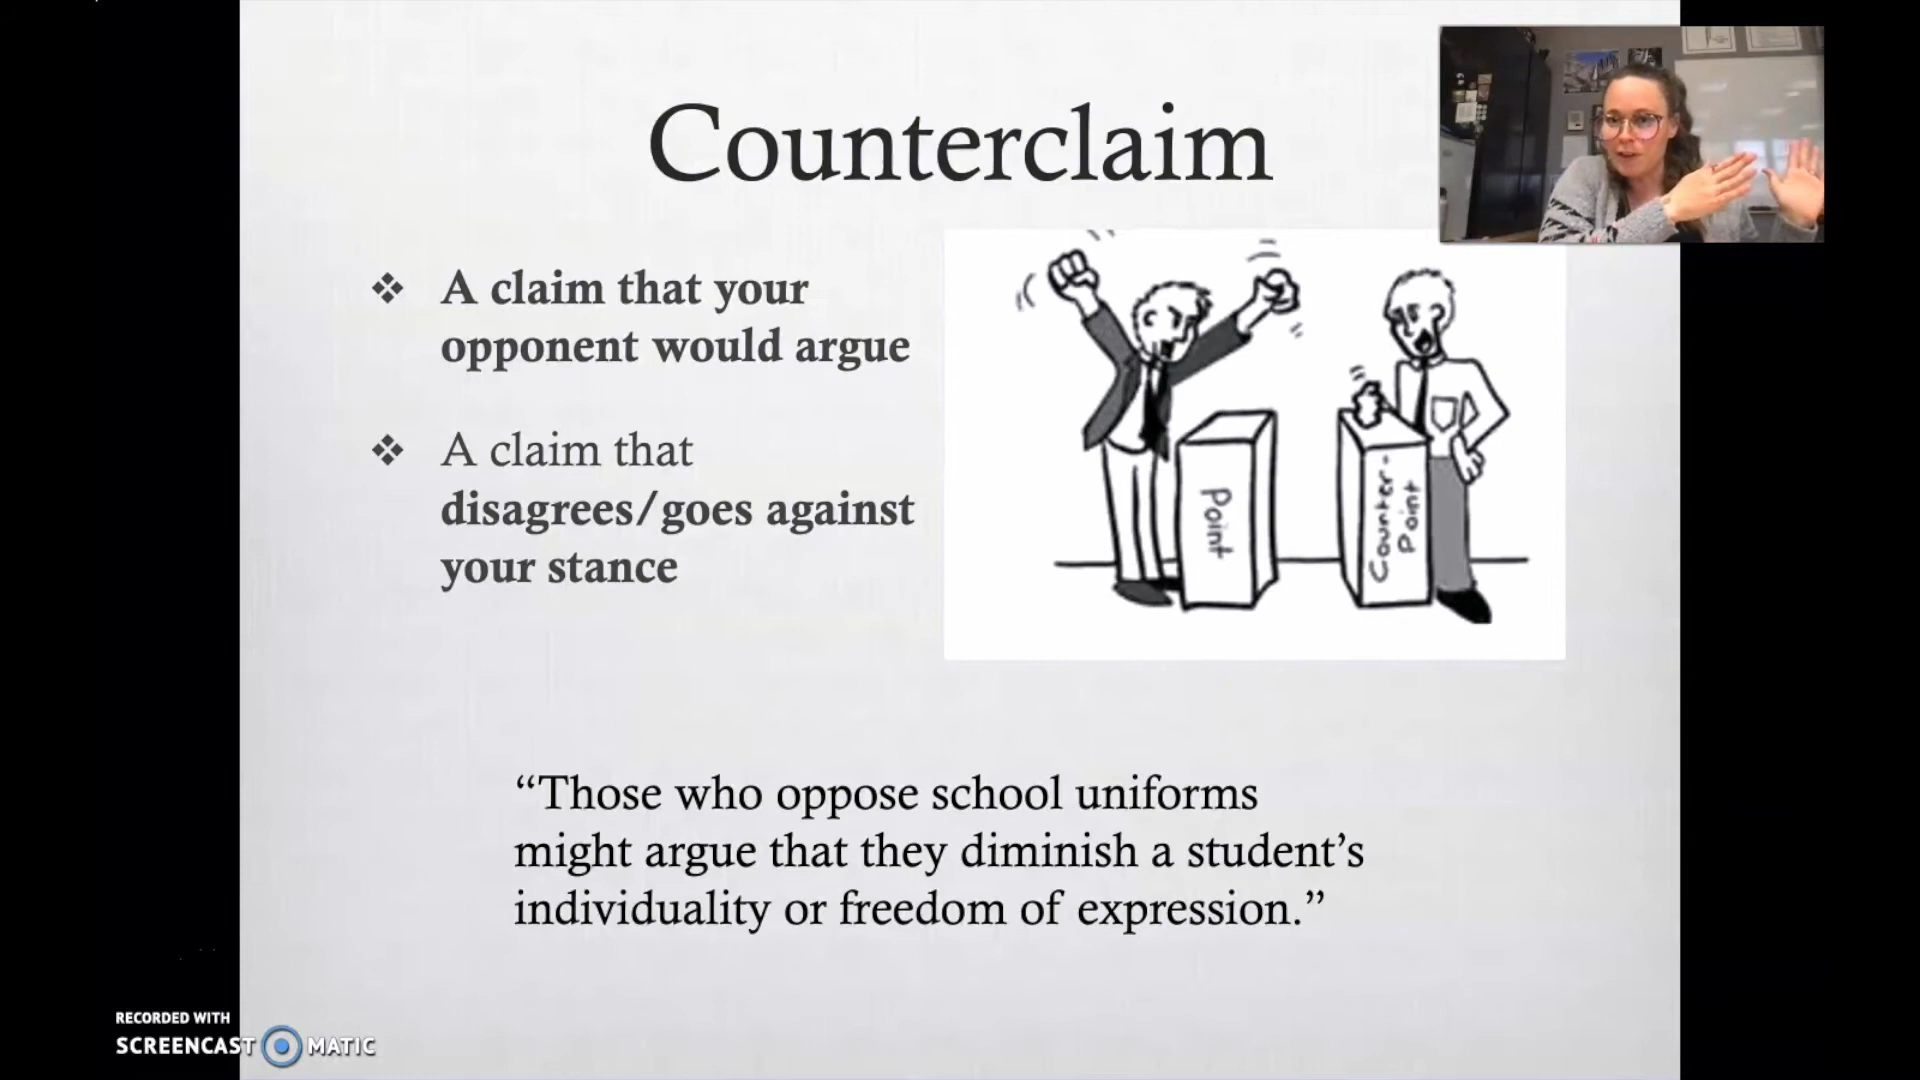 Counterclaim
❖ A claim that your
opponent would argue
❖ A claim that
disagrees/goes against
your stance
Point
Counter-
Point
“Those who oppose school uniforms
might argue that they diminish a student’s
individuality or freedom of expression.”
RECORDED WITH
SCREENCAST MATIC